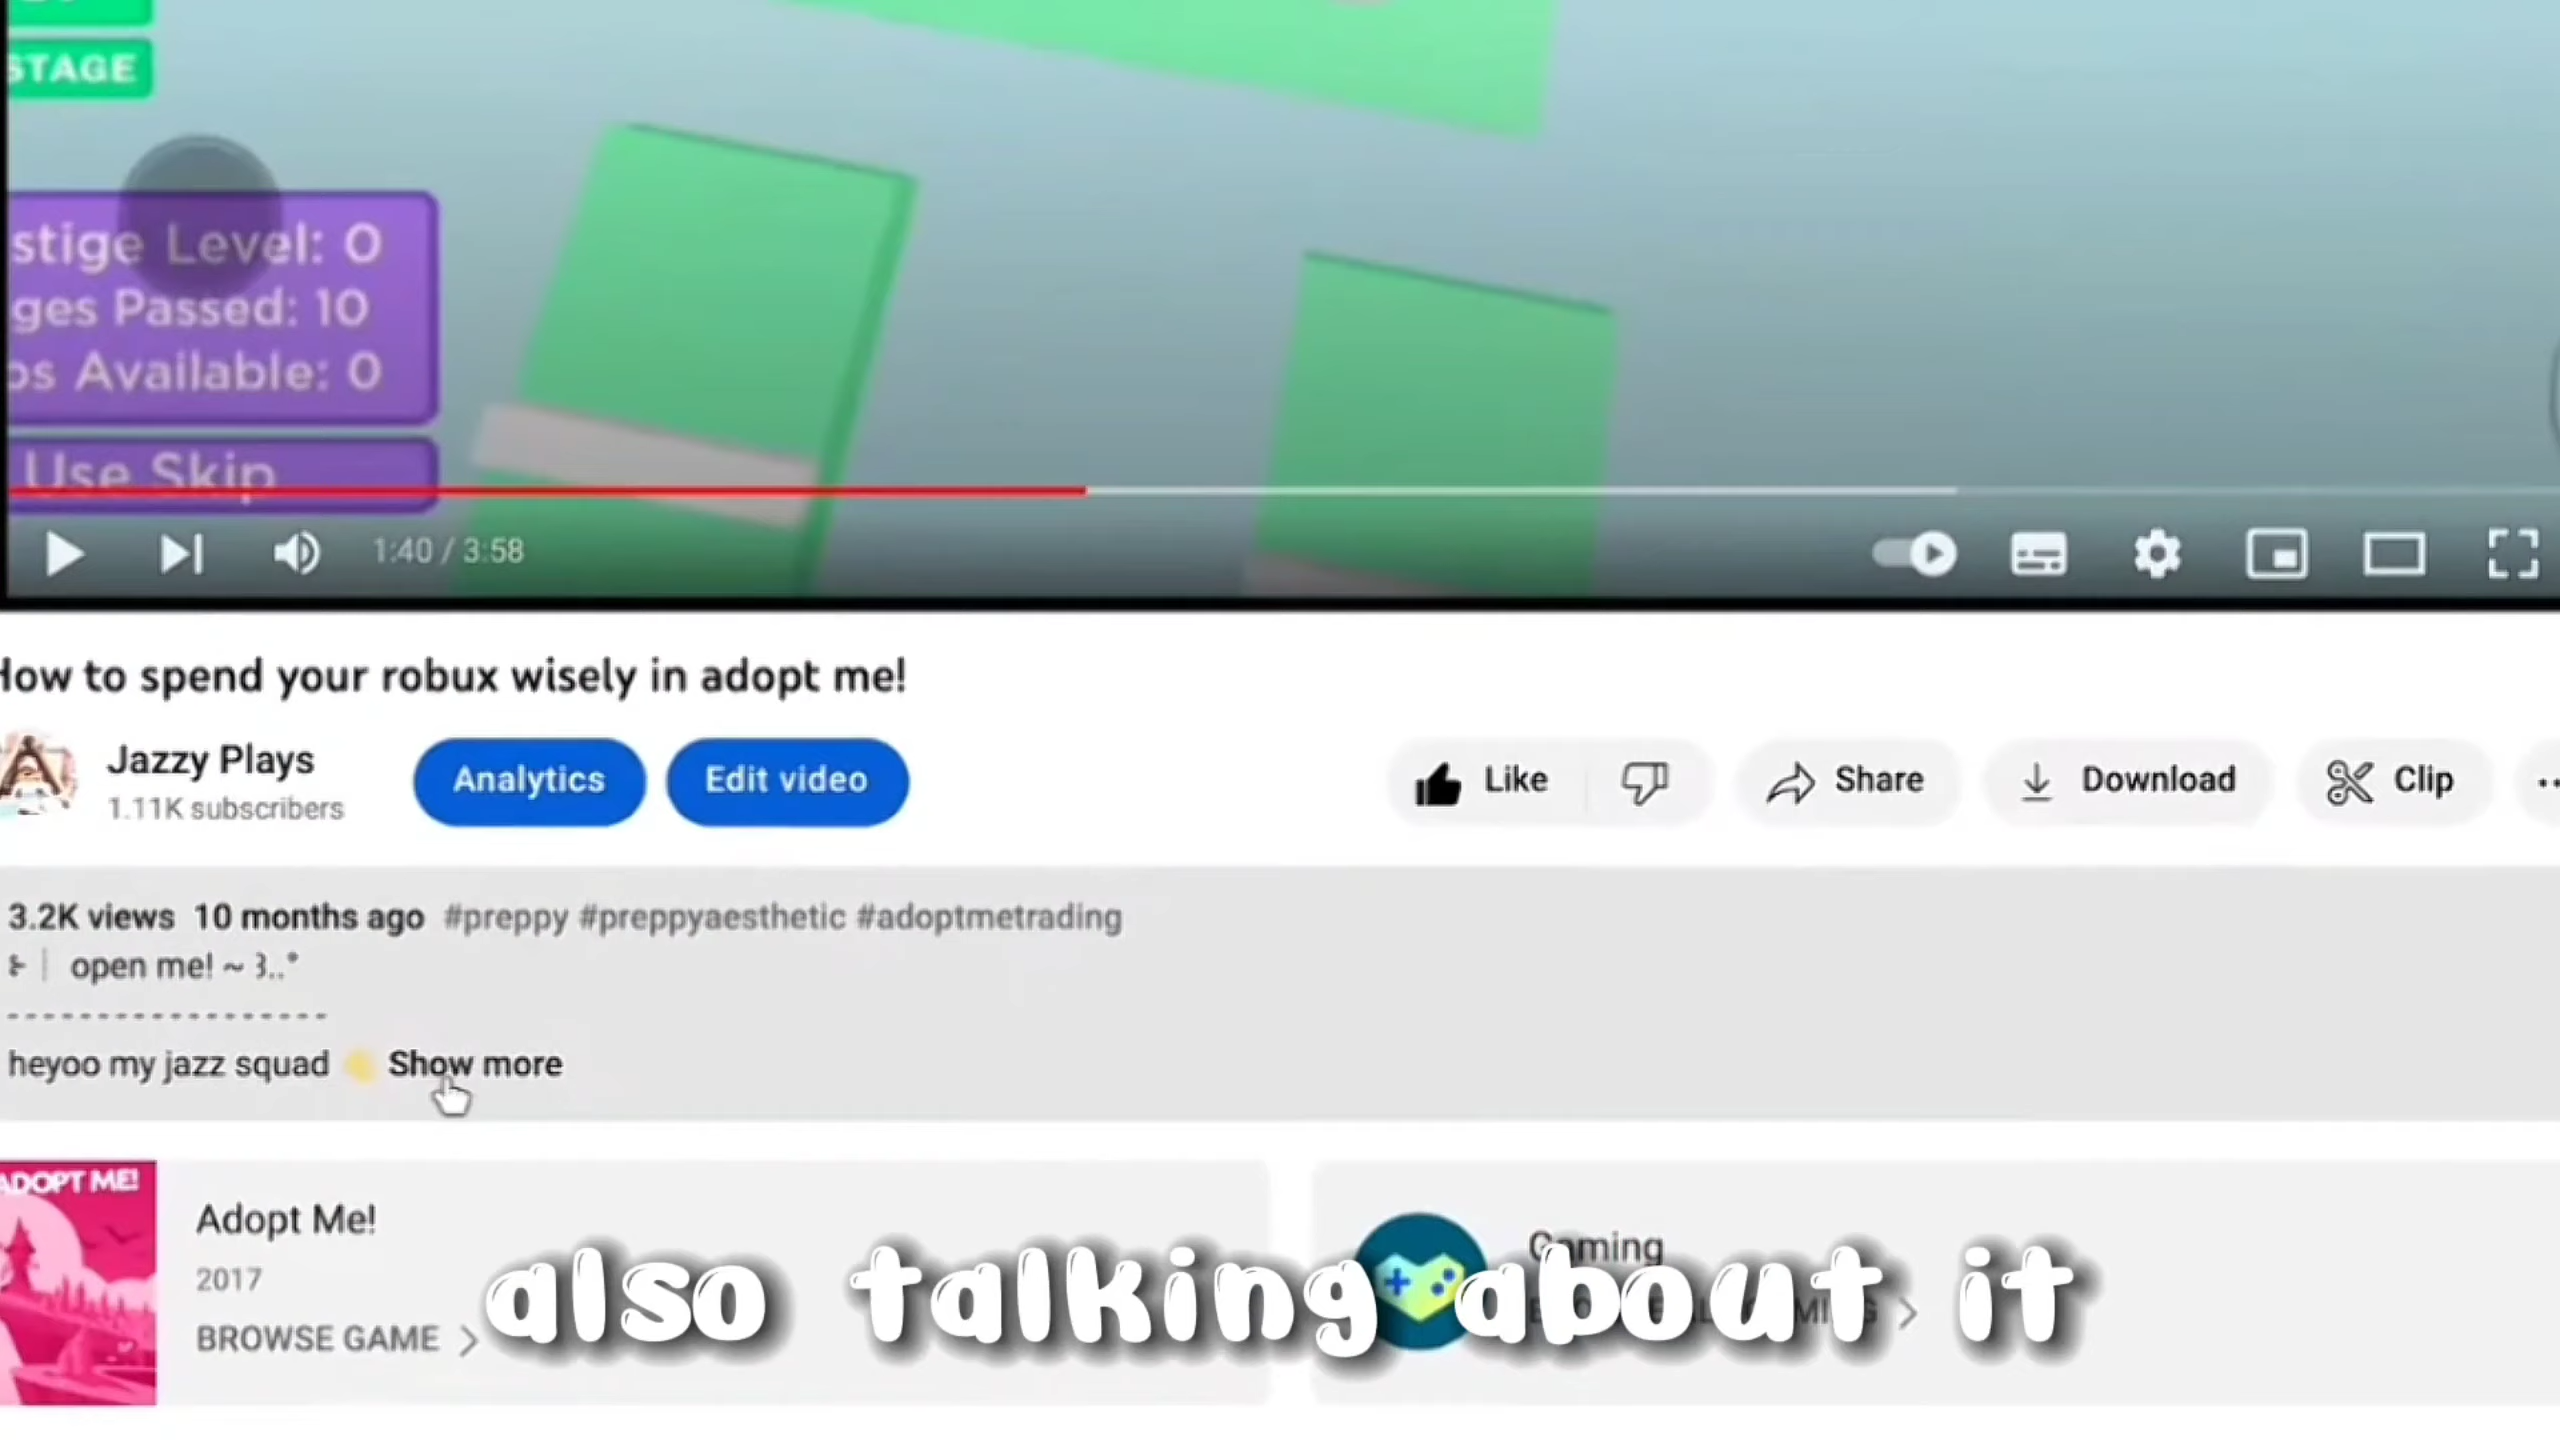 STAGE
stige Level: 0
ges Passed: 10
os Available: 0
Use Skip
1:40 / 3:58
How to spend your robux wisely in adopt me!
Jazzy Plays
1.11K subscribers
Analytics
Edit video
Like
Share
Download
Clip
3.2K views 10 months ago #preppy #preppyaesthetic #adoptmetrading
open me! ~
------------------
heyoo my jazz squad Show more
ADOPT ME!
Adopt Me!
2017
BROWSE GAME
Gaming
also talking about it